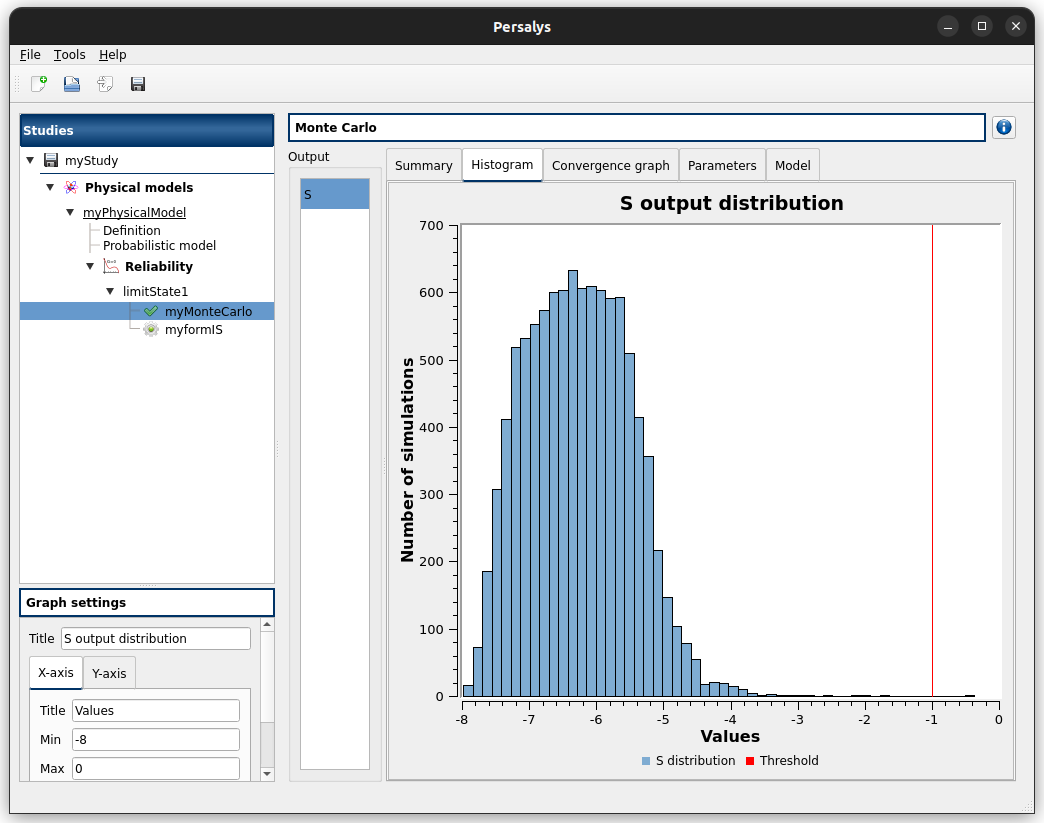 Persalys
File Tools Help
Studies
myStudy
Physical models
myPhysicalModel
Definition
Probabilistic model
Reliability
limitState1
myMonteCarlo
myformIS
Graph settings
Title S output distribution
X-axis Y-axis
Title Values
Min -8
Max 0
Monte Carlo
Output
S
Summary Histogram Convergence graph Parameters Model
S output distribution
Number of simulations
700
600
500
400
300
200
100
0
-8 -7 -6 -5 -4 -3 -2 -1 0
Values
S distribution Threshold